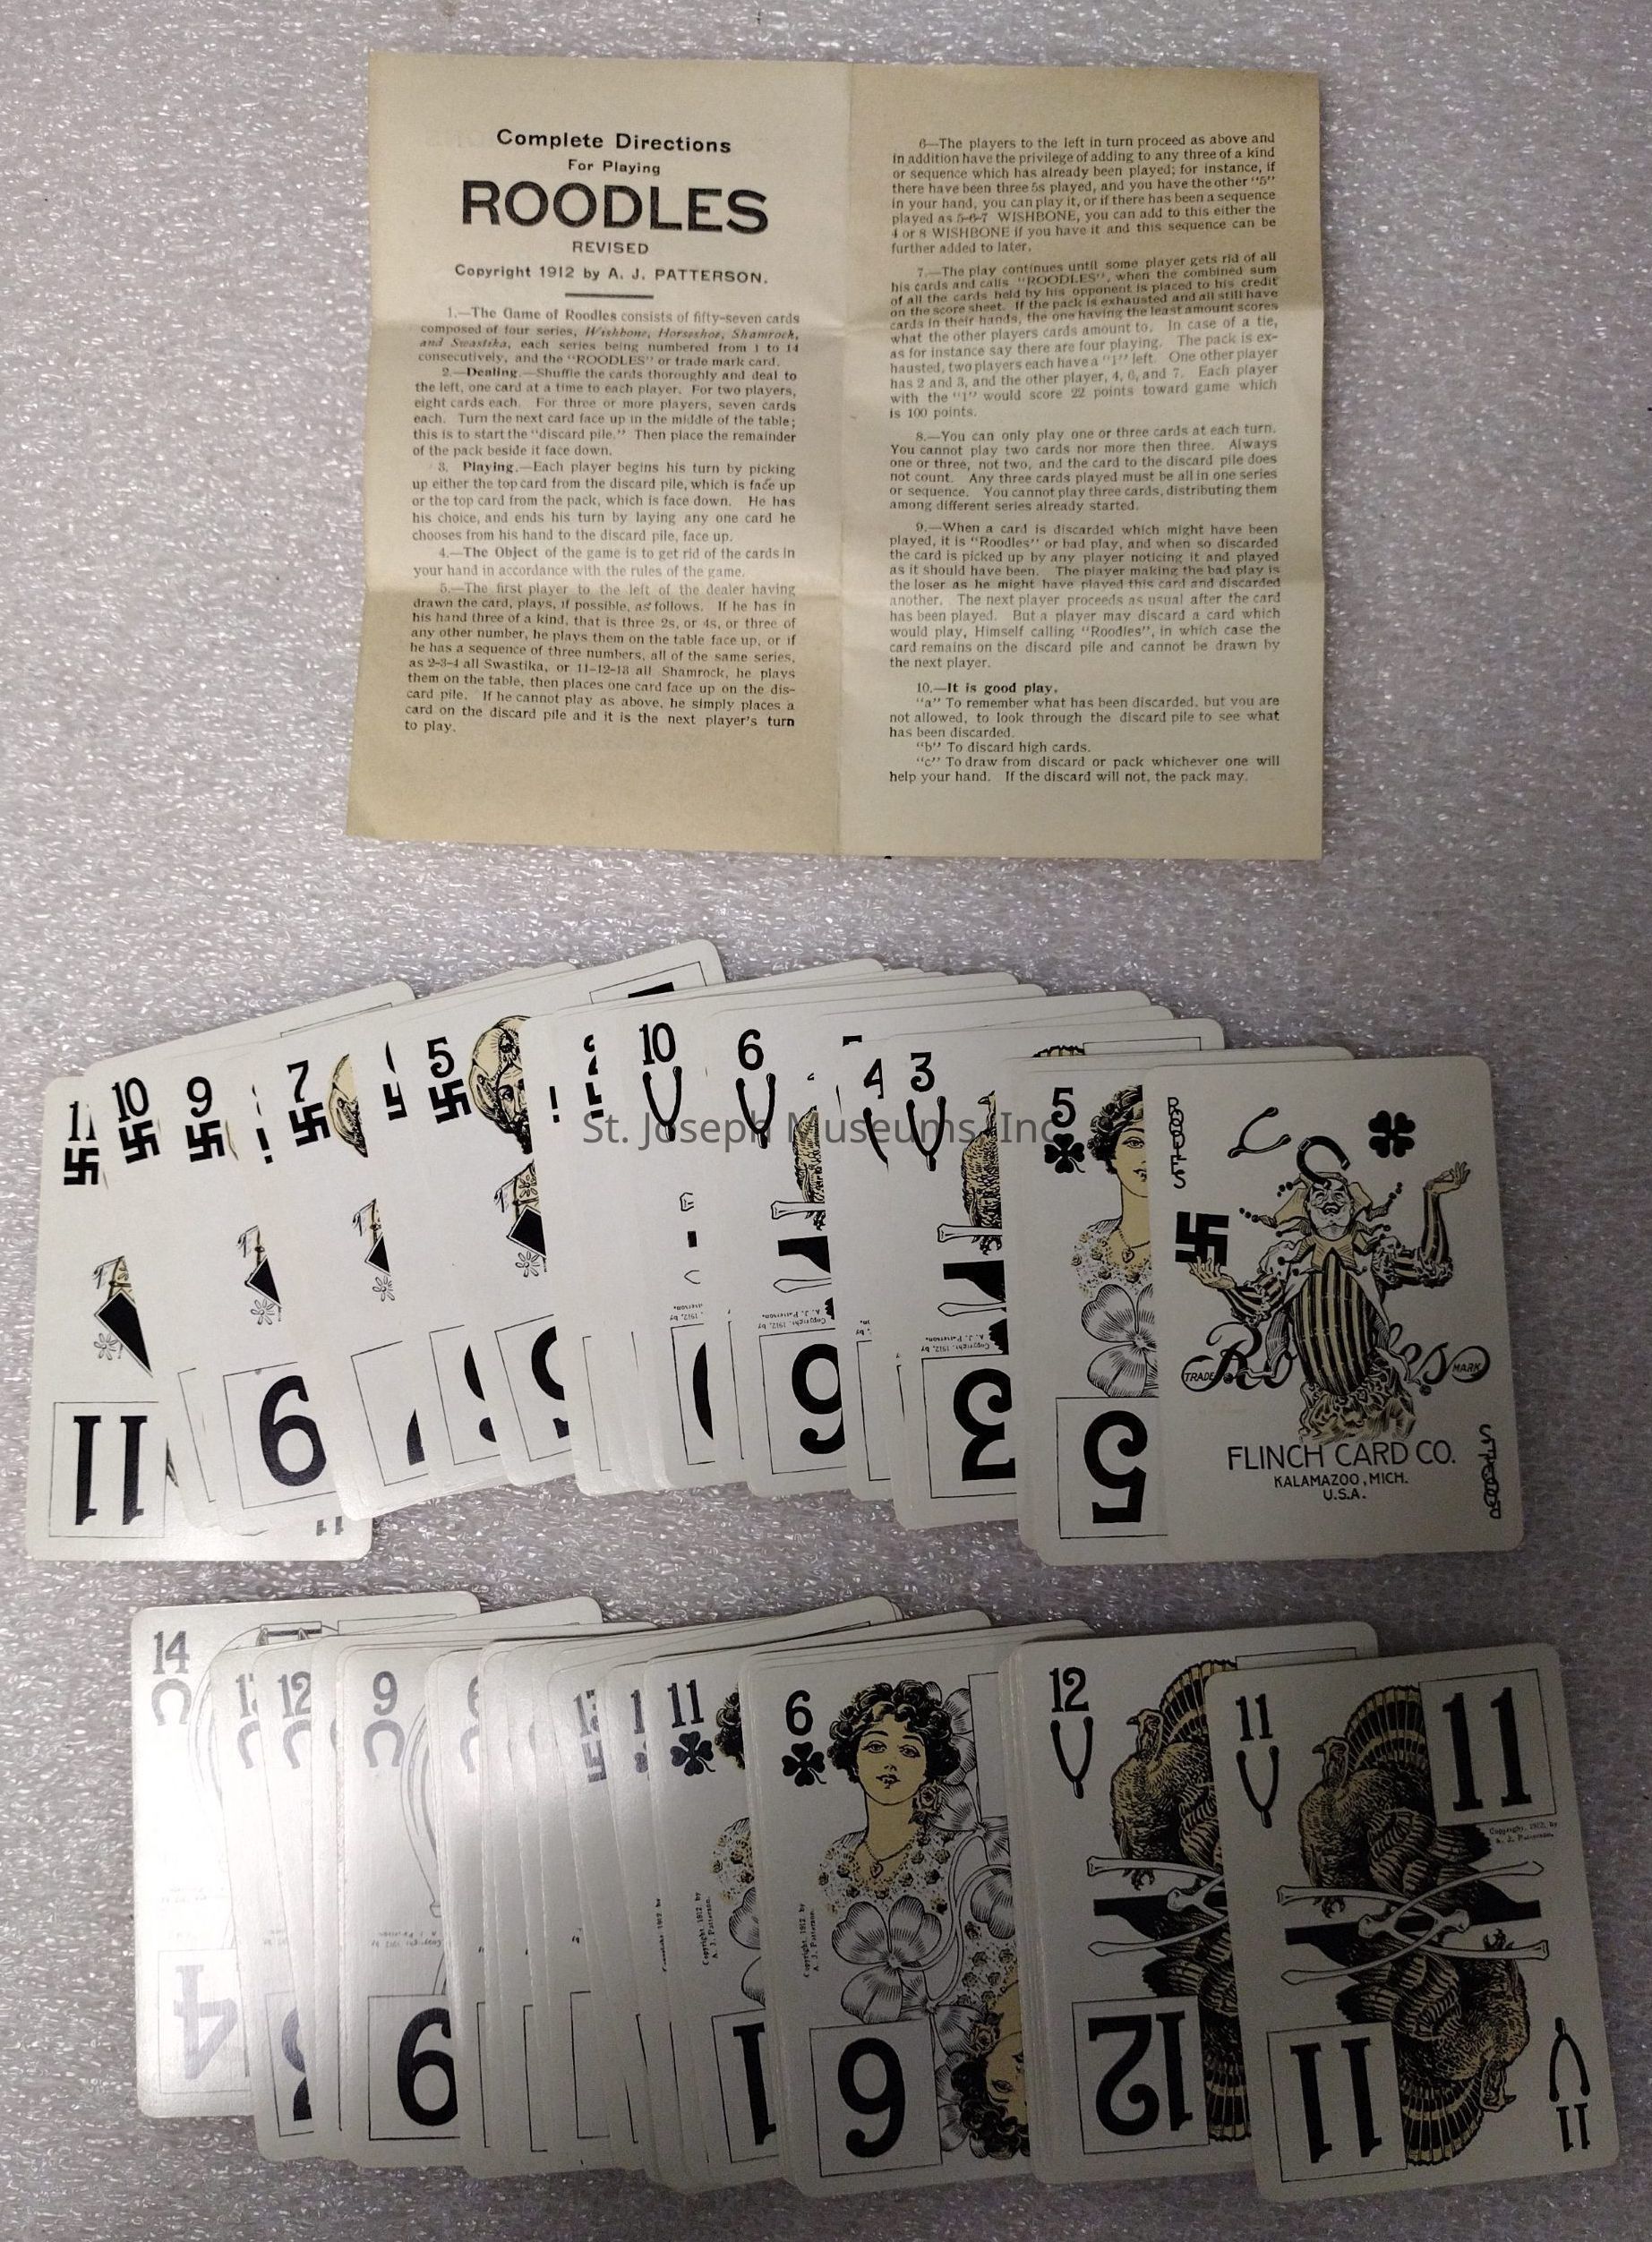 Complete Directions
For Playing
ROODLES
REVISED
Copyright 1912 by A. J. PATTERSON.
1.—The Game of Roodles consists of fifty-seven cards
composed of four series, Wishbone, Horseshoe, Shamrock,
and Swastika, each series being numbered from 1 to 14
consecutively, and the "ROODLES" or trade mark card.
2.—Dealing.—Shuffle the cards thoroughly and deal to
the left, one card at a time to each player. For two players,
eight cards each. For three or more players, seven cards
each. Turn the next card face up in the middle of the table;
this is to start the "discard pile." Then place the remainder
of the pack beside it face down.
3. Playing.—Each player begins his turn by picking
up either the top card from the discard pile, which is face up
or the top card from the pack, which is face down. He has
his choice, and ends his turn by laying any one card he
chooses from his hand to the discard pile, face up.
4.—The Object of the game is to get rid of the cards in
your hand in accordance with the rules of the game.
5.—The first player to the left of the dealer having
drawn the card, plays, if possible, as follows. If he has in
his hand three of a kind, that is three 2s, or 4s, or three of
any other number, he plays them on the table face up, or if
he has a sequence of three numbers, all of the same series,
as 2-3-4 all Swastika, or 11-12-13 all Shamrock, he plays
them on the table, then places one card face up on the dis-
card pile. If he cannot play as above, he simply places a
card on the discard pile and it is the next player's turn
to play.
6—The players to the left in turn proceed as above and
in addition have the privilege of adding to any three of a kind
or sequence which has already been played; for instance, if
there have been three 5s played, and you have the other "5"
in your hand, you can play it, or if there has been a sequence
played as 5-6-7 WISHBONE, you can add to this either the
4 or 8 WISHBONE if you have it and this sequence can be
further added to later.
7.—The play continues until some player gets rid of all
his cards and calls "ROODLES", when the combined sum
of all the cards held by his opponent is placed to his credit
on the score sheet. If the pack is exhausted and all still have
cards in their hands, the one having the least amount scores
what the other players cards amount to. In case of a tie,
as for instance say there are four playing. The pack is ex-
hausted, two players each have a "1" left. One other player
has 2 and 3, and the other player, 4, 6, and 7. Each player
with the "1" would score 22 points toward game which
is 100 points.
8.—You can only play one or three cards at each turn.
You cannot play two cards nor more then three. Always
one or three, not two, and the card to the discard pile does
not count. Any three cards played must be all in one series
or sequence. You cannot play three cards, distributing them
among different series already started.
9.—When a card is discarded which might have been
played, it is "Roodles" or bad play, and when so discarded
the card is picked up by any player noticing it and played
as it should have been. The player making the bad play is
the loser as he might have played this card and discarded
another. The next player proceeds as usual after the card
has been played. But a player may discard a card which
would play, Himself calling "Roodles", in which case the
card remains on the discard pile and cannot be drawn by
the next player.
10.—It is good play.
"a" To remember what has been discarded, but you are
not allowed, to look through the discard pile to see what
has been discarded.
"b" To discard high cards.
"c" To draw from discard or pack whichever one will
help your hand. If the discard will not, the pack may.
St. Joseph Museums, Inc
11
10
9
7
5
10
6
4
3
5
ROODLES
TRADE MARK
Roodles
FLINCH CARD CO.
KALAMAZOO, MICH.
U.S.A.
ROODLES
11
9
6
3
5
Copyright, 1912, by
A. J. Patterson.
14
12
9
11
6
12
11
11
Copyright, 1912, by
A. J. Patterson.
Copyright, 1912 by
A. J. Patterson.
4
9
1
6
12
11
11